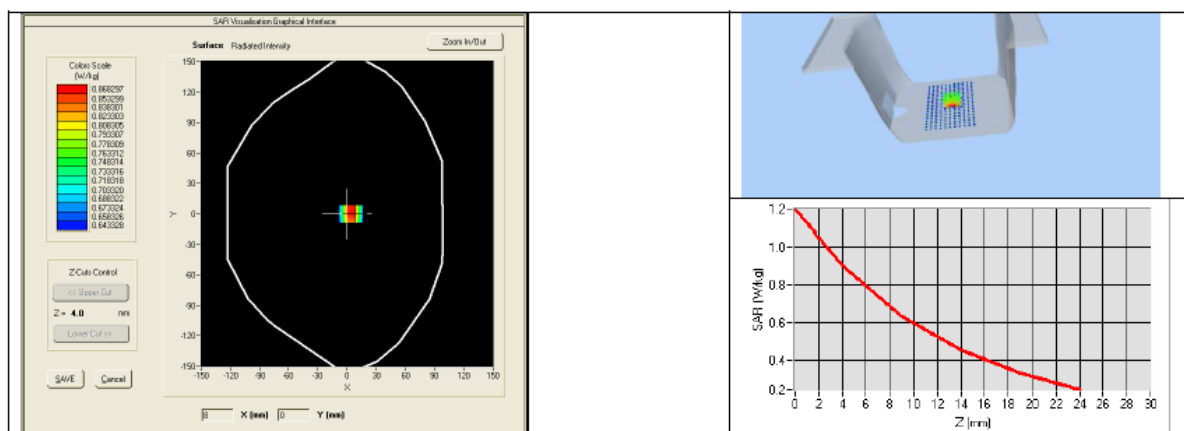 SAR Visualisation Graphical Interface
Surface Radiated Intensity
Zoom In/Out
Colors Scale
(W/kg)
0.868297
0.853299
0.838301
0.823303
0.808305
0.793307
0.778309
0.763312
0.748314
0.733316
0.718318
0.703320
0.688322
0.673324
0.658326
0.643328
Z-Cuts Control
<< Upper Cut
Z = 4.0 mm
Lower Cut >>
SAVE Cancel
150
120
90
60
30
0
-30
-60
-90
-120
-150
Y
-150 -120 -90 -60 -30 0 30 60 90 120 150
X
8 X (mm) 0 Y (mm)
1.2
1.0
0.8
0.6
0.4
0.2
SAR (W/kg)
0 2 4 6 8 10 12 14 16 18 20 22 24 26 28 30
Z (mm)